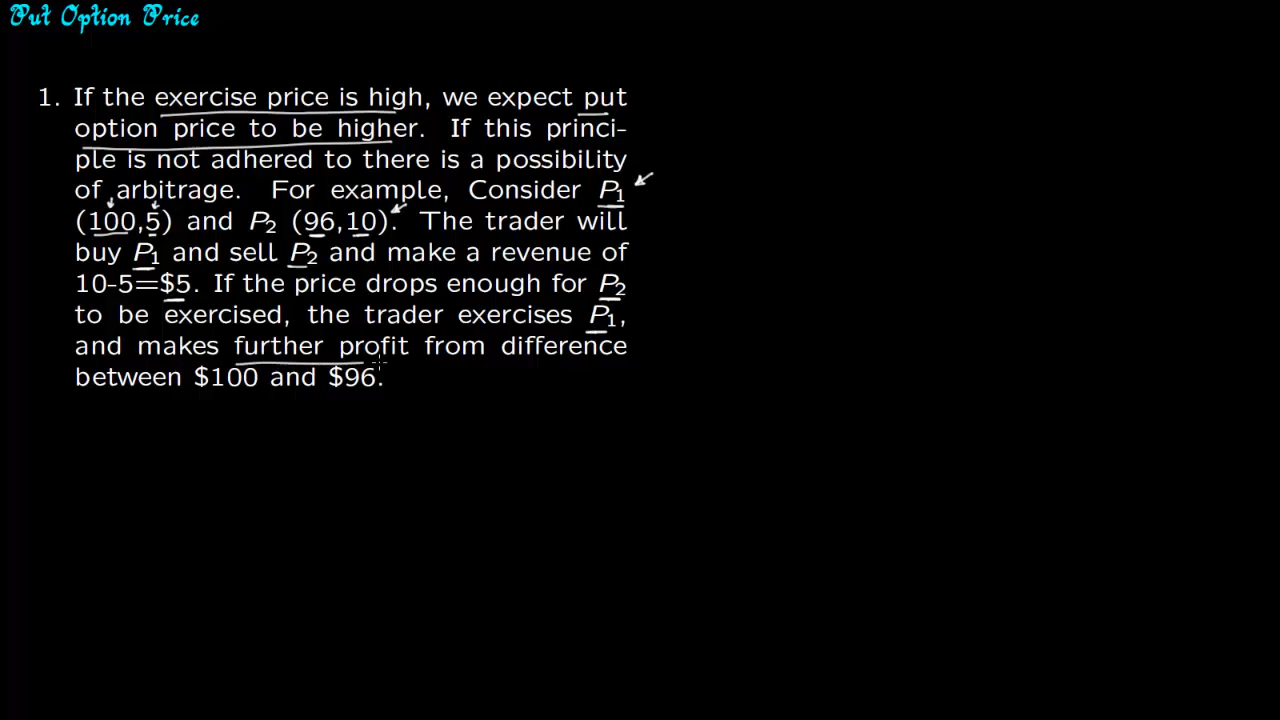 Put Option Price
1. If the exercise price is high, we expect put
option price to be higher. If this princi-
ple is not adhered to there is a possibility
of arbitrage. For example, Consider P₁
(100,5) and P₂ (96,10). The trader will
buy P₁ and sell P₂ and make a revenue of
10-5=$5. If the price drops enough for P₂
to be exercised, the trader exercises P₁,
and makes further profit from difference
between $100 and $96.